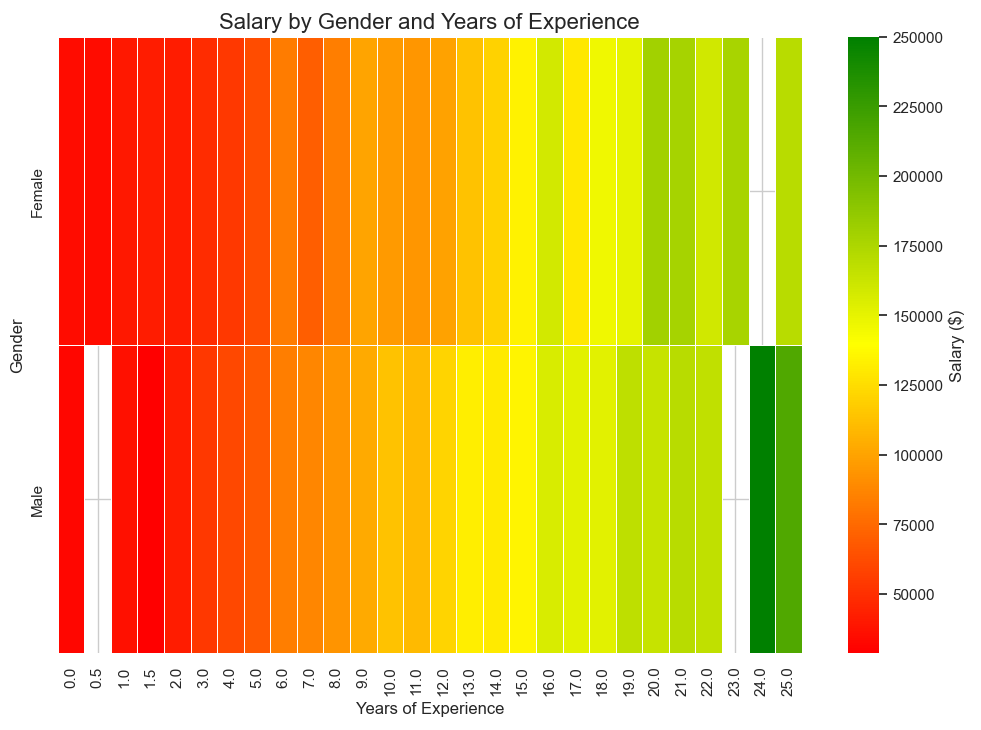 Salary by Gender and Years of Experience
Gender
Female
Male
0.0 0.5 1.0 1.5 2.0 3.0 4.0 5.0 6.0 7.0 8.0 9.0 10.0 11.0 12.0 13.0 14.0 15.0 16.0 17.0 18.0 19.0 20.0 21.0 22.0 23.0 24.0 25.0
Years of Experience
250000
225000
200000
175000
150000
125000
100000
75000
50000
Salary ($)